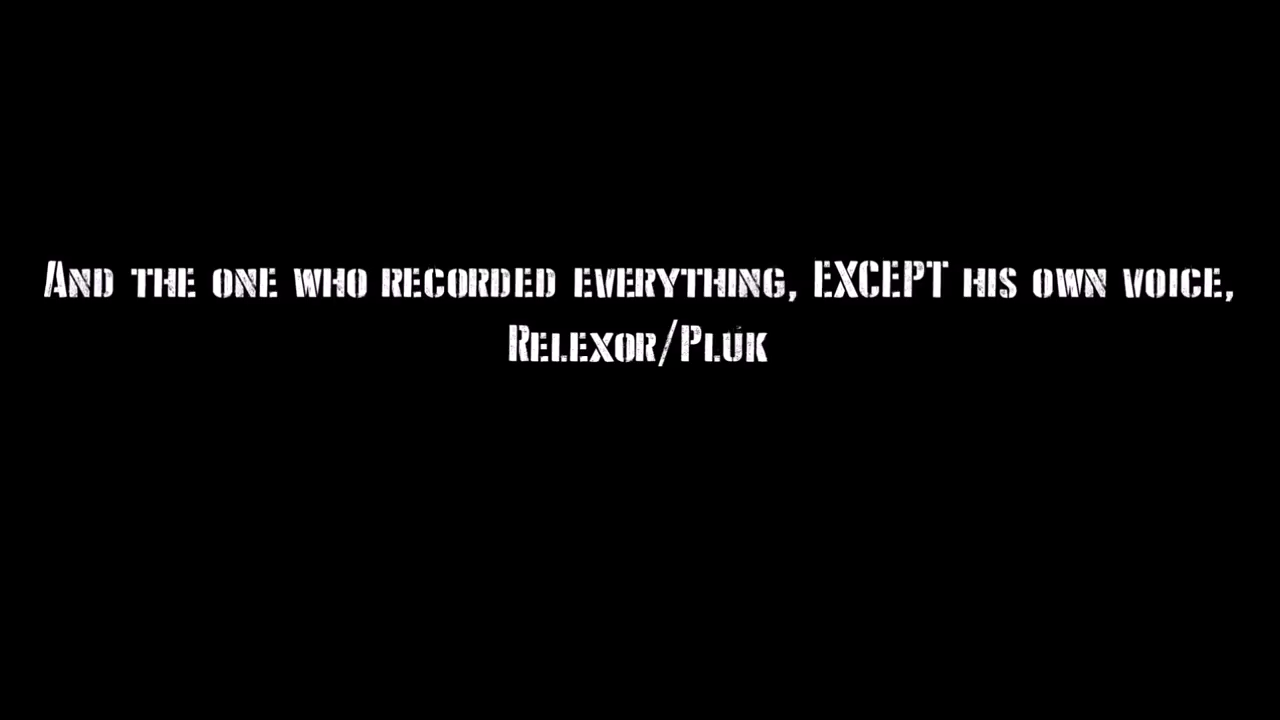 And the one who recorded everything, EXCEPT his own voice,
Relexor/Pluk